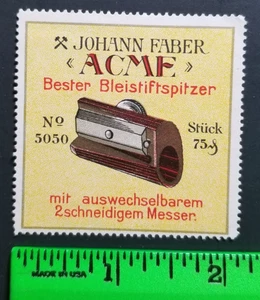 ⚒ JOHANN FABER
« ACME »
Bester Bleistiftspitzer
No 5050
Stück 75 ₰
mit auswechselbarem
2schneidigem Messer.
MADE IN USA
1
2